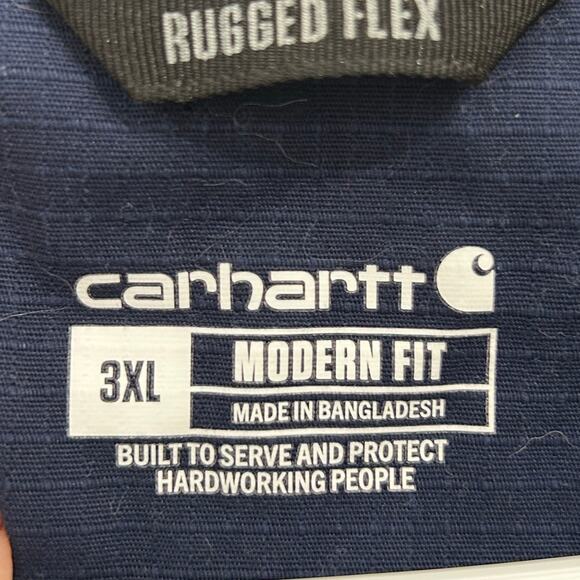 RUGGED FLEX
carhartt
3XL
MODERN FIT
MADE IN BANGLADESH
BUILT TO SERVE AND PROTECT
HARDWORKING PEOPLE